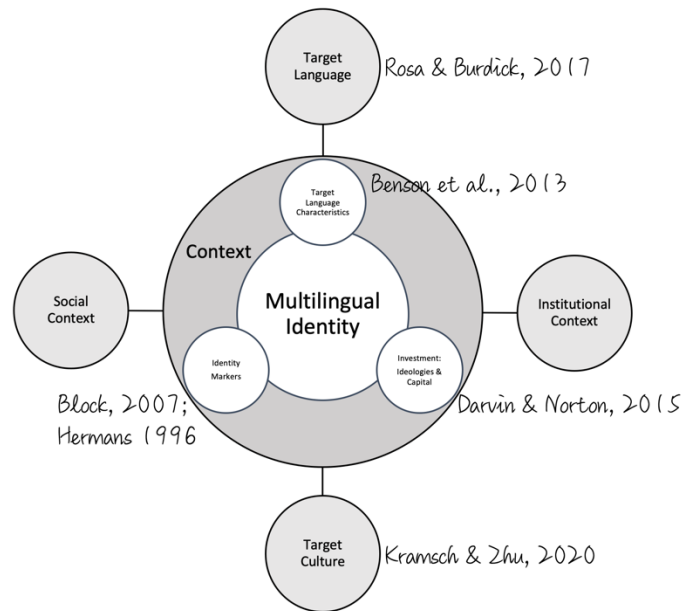 Target
Language
Rosa & Burdick, 2017
Target
Language
Characteristics
Benson et al., 2013
Context
Multilingual
Identity
Social
Context
Institutional
Context
Identity
Markers
Investment:
Ideologies &
Capital
Block, 2007;
Hermans 1996
Darvin & Norton, 2015
Target
Culture
Kramsch & Zhu, 2020